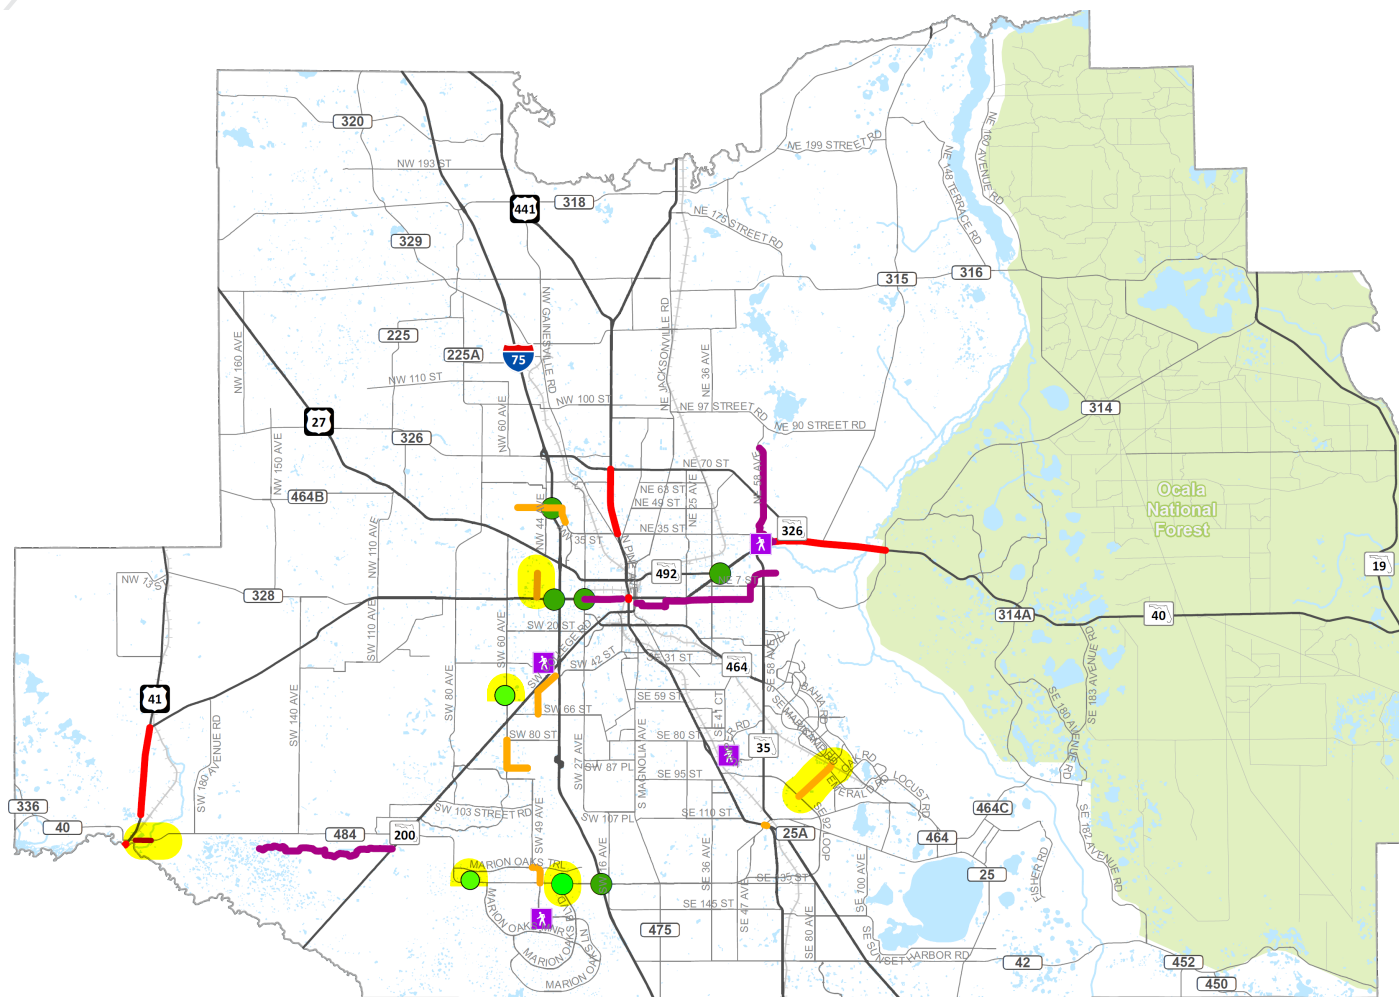 320
NW 193 ST
NE 199 STREET RD
NE 160 AVENUE RD
NE 148 TERRACE RD
441
318
NE 175 STREET RD
329
315
316
NW GAINESVILLE RD
NE JACKSONVILLE RD
225
225A
75
NW 160 AVE
NE 36 AVE
NW 110 ST
NW 100 ST
NE 97 STREET RD
314
27
326
NW 60 AVE
NE 90 STREET RD
NW 150 AVE
NE 70 ST
NE 58 AVE
464B
NE 63 ST
NE 49 ST
NE 25 AVE
Ocala
National
Forest
NW 44 AVE
NW 110 AVE
35 ST
NE 35 ST
326
N PINE AVE
492
19
NE 7 ST
328
314A
40
SW 110 AVE
SW 60 AVE
SW 20 ST
SW 42 ST
SE 31 ST
464
SE 58 AVE
SE 183 AVENUE RD
41
SW 140 AVE
SW 80 AVE
SW 66 ST
SE 59 ST
SE 41 CT
BAHIA RD
SE 180 AVENUE RD
SW 180 AVENUE RD
SW 80 ST
SE 80 ST
35
SW 27 AVE
SW 87 PL
S MAGNOLIA AVE
SE 95 ST
LOCUST RD
336
40
484
200
SW 103 STREET RD
SW 49 AVE
SW 107 PL
SE 110 ST
25A
SE 92 LOOP
464
464C
SE 182 AVENUE RD
MARION OAKS TRL
SE 36 AVE
SE 135 ST
SE 100 AVE
25
FISHER RD
SE 145 ST
SE 47 AVE
SE 80 AVE
475
42
452
450